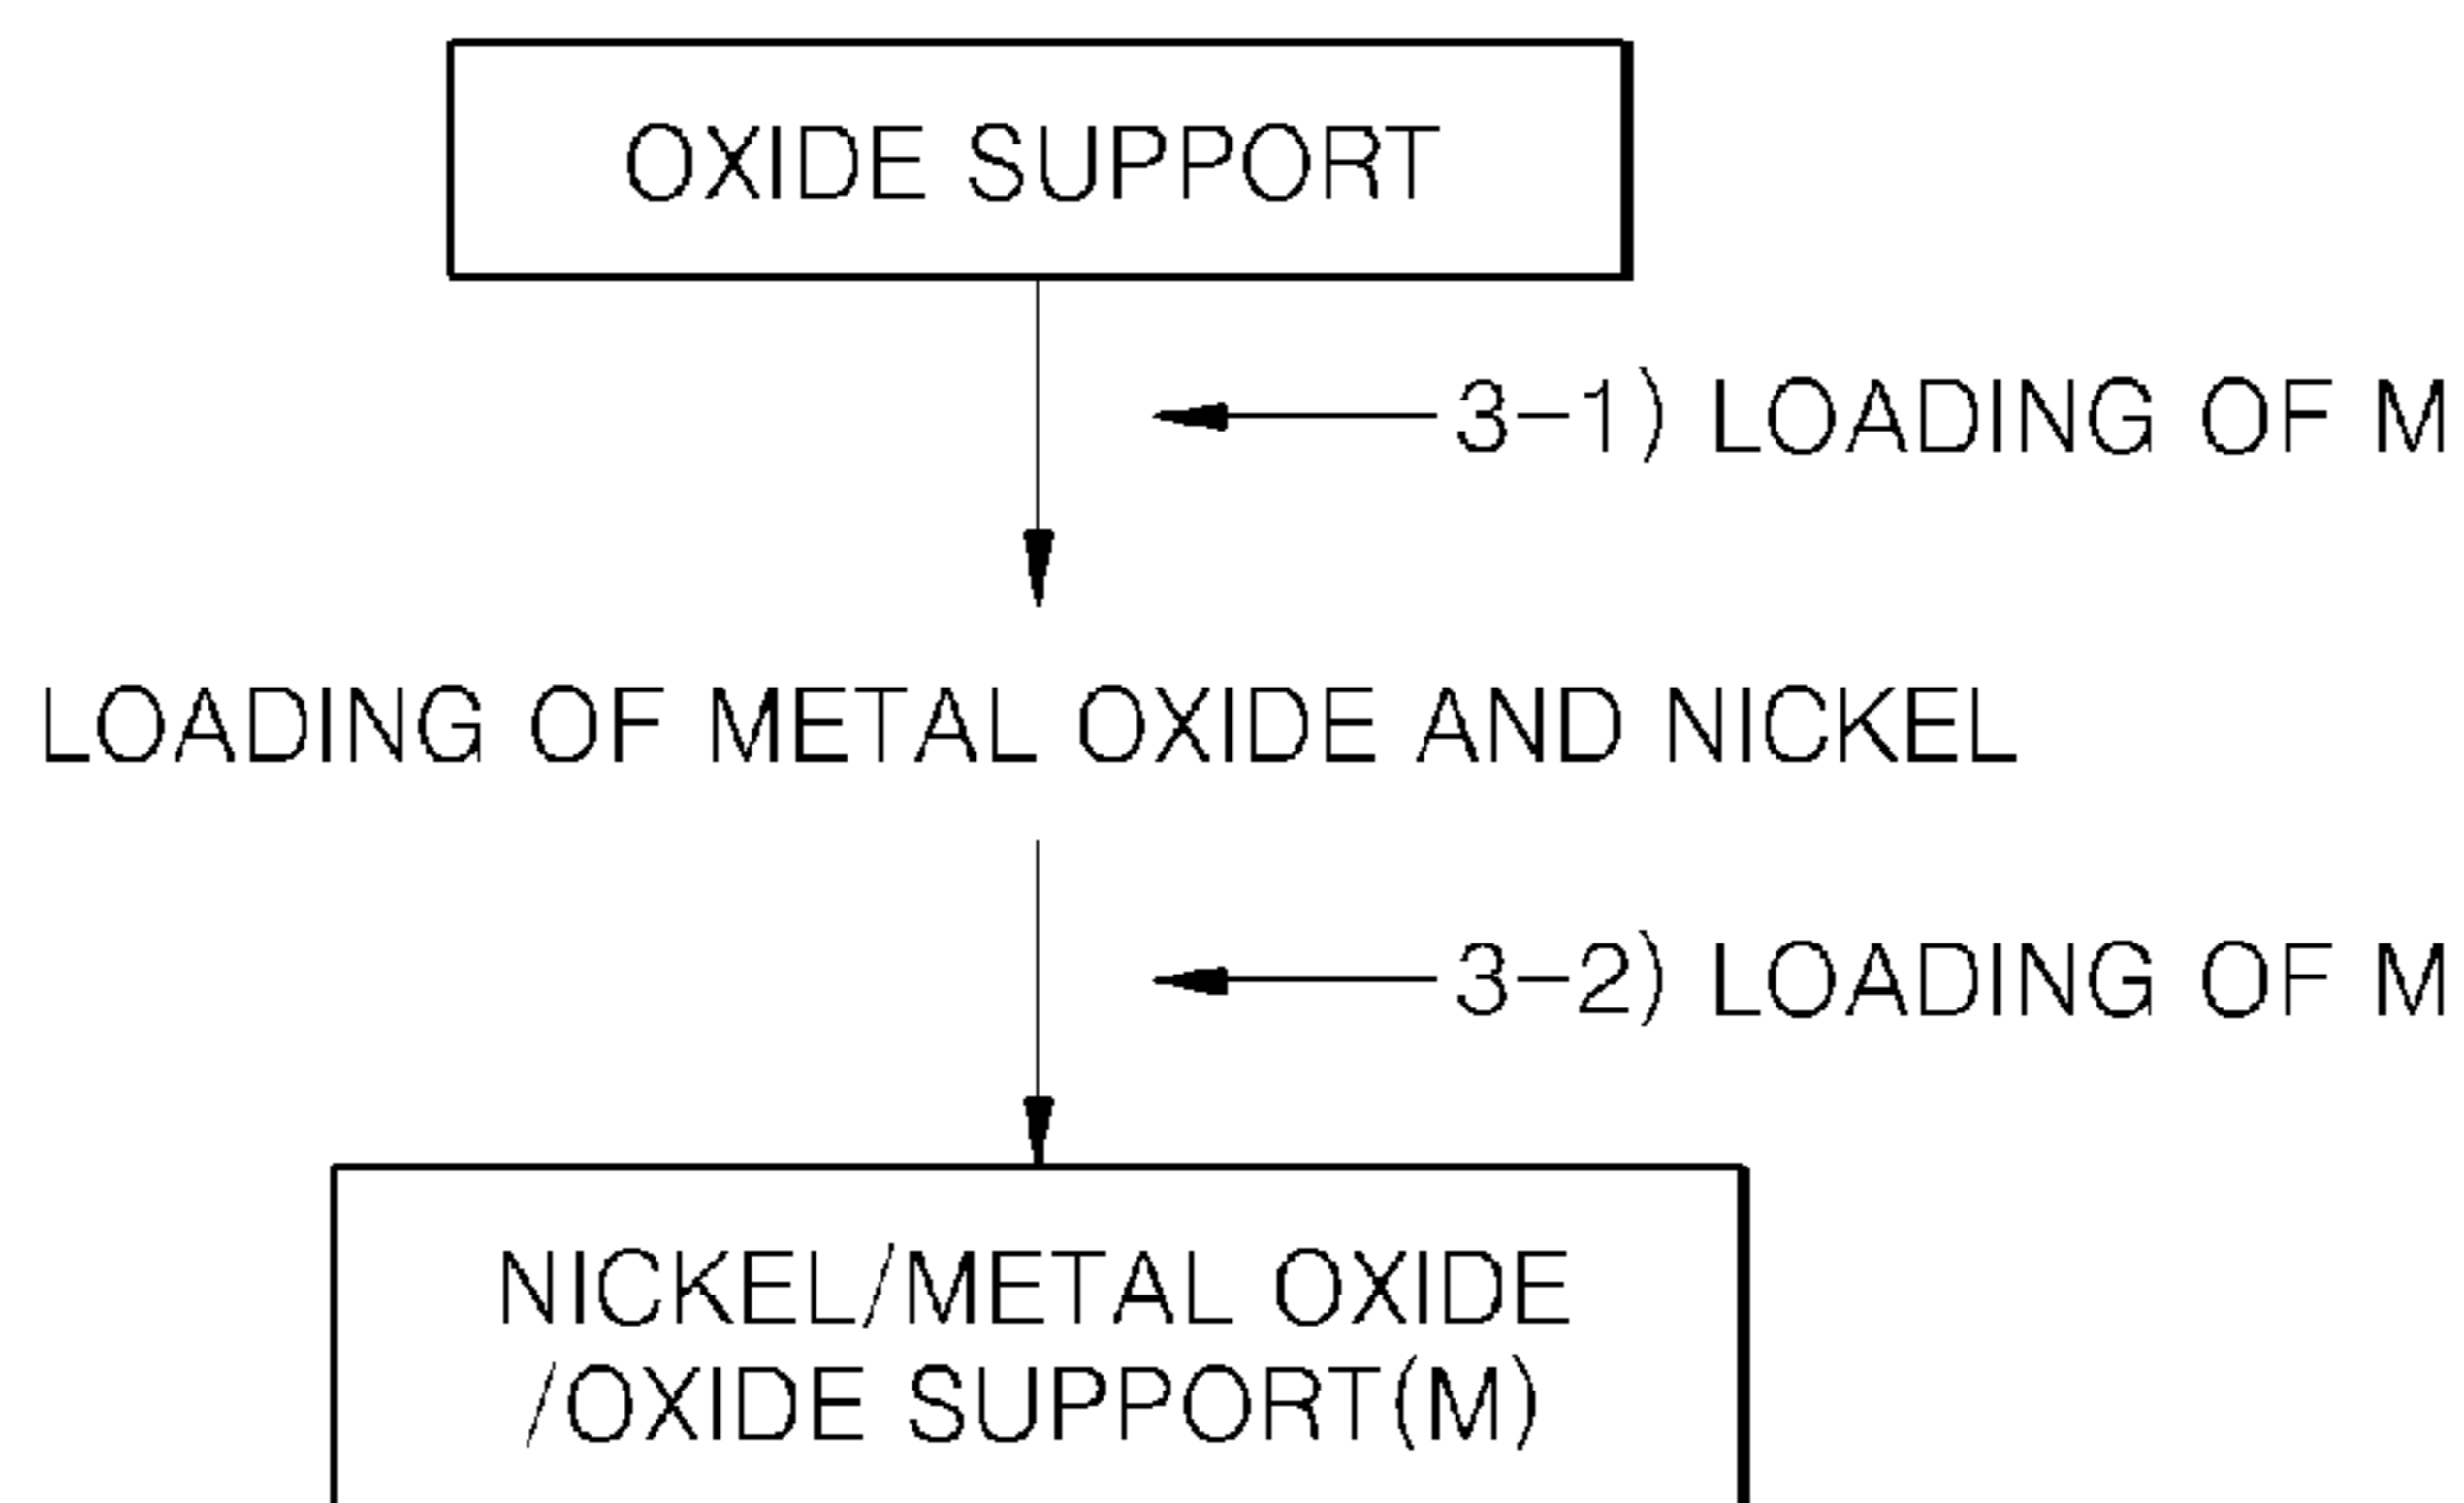 OXIDE SUPPORT
3-1) LOADING OF M
LOADING OF METAL OXIDE AND NICKEL
3-2) LOADING OF M
NICKEL/METAL OXIDE
/OXIDE SUPPORT(M)